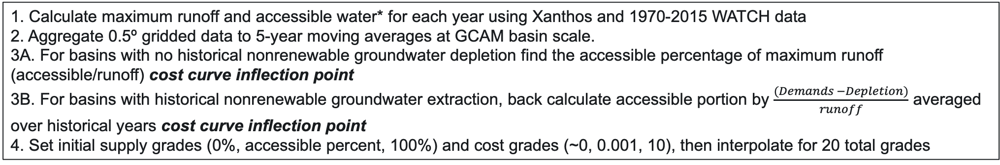 1. Calculate maximum runoff and accessible water* for each year using Xanthos and 1970-2015 WATCH data
2. Aggregate 0.5º gridded data to 5-year moving averages at GCAM basin scale.
3A. For basins with no historical nonrenewable groundwater depletion find the accessible percentage of maximum runoff
(accessible/runoff) cost curve inflection point
3B. For basins with historical nonrenewable groundwater extraction, back calculate accessible portion by (Demands −Depletion)/runoff averaged
over historical years cost curve inflection point
4. Set initial supply grades (0%, accessible percent, 100%) and cost grades (~0, 0.001, 10), then interpolate for 20 total grades